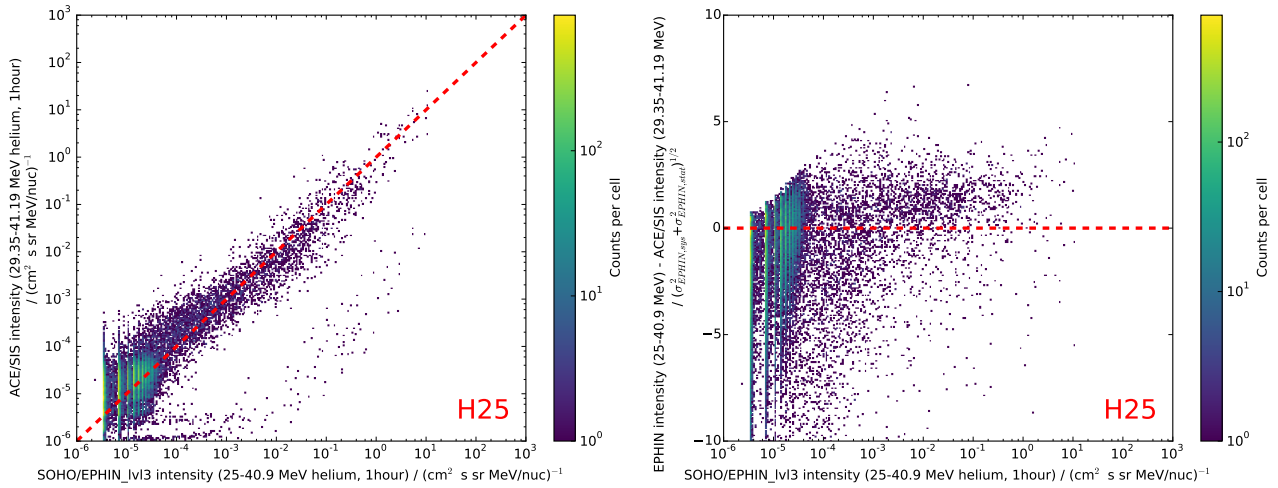 10³
10²
10¹
10⁰
10⁻¹
10⁻²
10⁻³
10⁻⁴
10⁻⁵
10⁻⁶
ACE/SIS intensity (29.35-41.19 MeV helium, 1hour)
/ (cm² s sr MeV/nuc)⁻¹
H25
10⁻⁶ 10⁻⁵ 10⁻⁴ 10⁻³ 10⁻² 10⁻¹ 10⁰ 10¹ 10² 10³
SOHO/EPHIN_lvl3 intensity (25-40.9 MeV helium, 1hour) / (cm² s sr MeV/nuc)⁻¹
10²
10¹
10⁰
Counts per cell
10
5
0
−5
−10
EPHIN intensity (25-40.9 MeV) - ACE/SIS intensity (29.35-41.19 MeV)
/ (σ²EPHIN,sys+σ²EPHIN,stat)¹/²
H25
10⁻⁶ 10⁻⁵ 10⁻⁴ 10⁻³ 10⁻² 10⁻¹ 10⁰ 10¹ 10² 10³
SOHO/EPHIN_lvl3 intensity (25-40.9 MeV helium, 1hour) / (cm² s sr MeV/nuc)⁻¹
10²
10¹
10⁰
Counts per cell